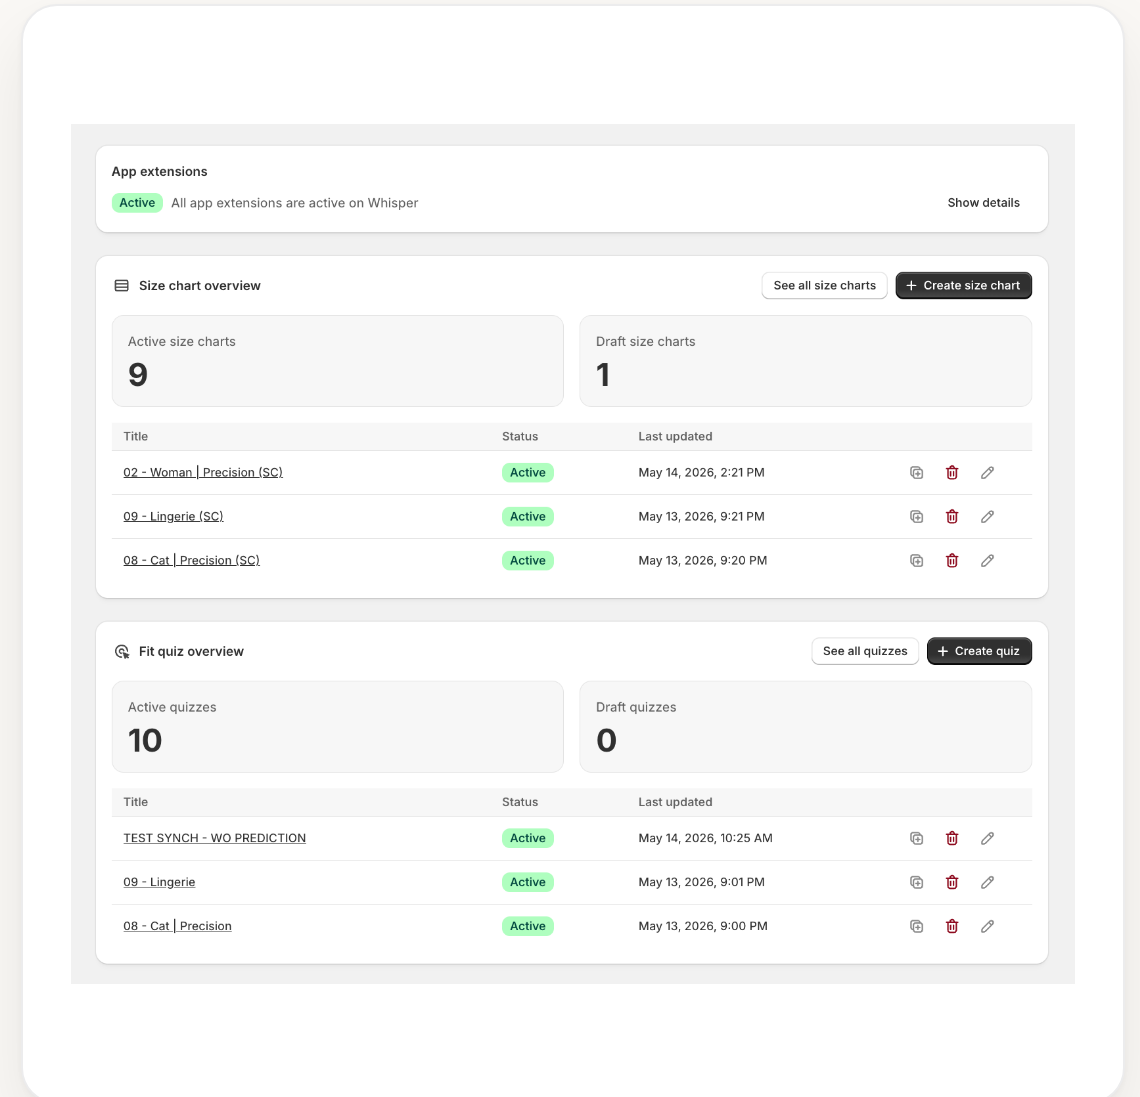 App extensions
Active All app extensions are active on Whisper Show details
Size chart overview See all size charts + Create size chart
Active size charts Draft size charts
9 1
Title Status Last updated
02 - Woman | Precision (SC) Active May 14, 2026, 2:21 PM
09 - Lingerie (SC) Active May 13, 2026, 9:21 PM
08 - Cat | Precision (SC) Active May 13, 2026, 9:20 PM
Fit quiz overview See all quizzes + Create quiz
Active quizzes Draft quizzes
10 0
Title Status Last updated
TEST SYNCH - WO PREDICTION Active May 14, 2026, 10:25 AM
09 - Lingerie Active May 13, 2026, 9:01 PM
08 - Cat | Precision Active May 13, 2026, 9:00 PM